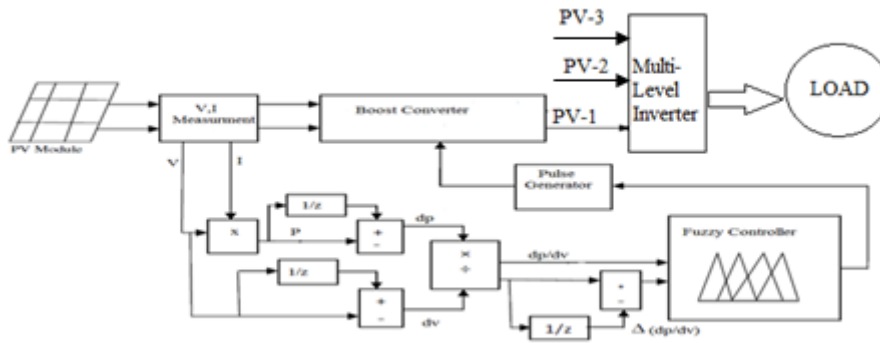 PV-3
PV-2
Multi-
Level
Inverter
LOAD
V,I
Measurment
Boost Converter
PV-1
PV Module
V
I
Pulse
Generator
1/z
dp
+
-
x
P
Fuzzy Controller
×
÷
dp/dv
1/z
+
-
dv
+
-
1/z
Δ (dp/dv)